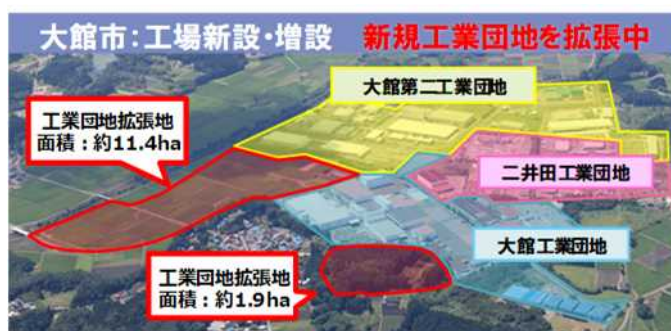 大館市：工場新設・増設　新規工業団地を拡張中
大館第二工業団地
工業団地拡張地
面積：約11.4ha
二井田工業団地
大館工業団地
工業団地拡張地
面積：約1.9ha